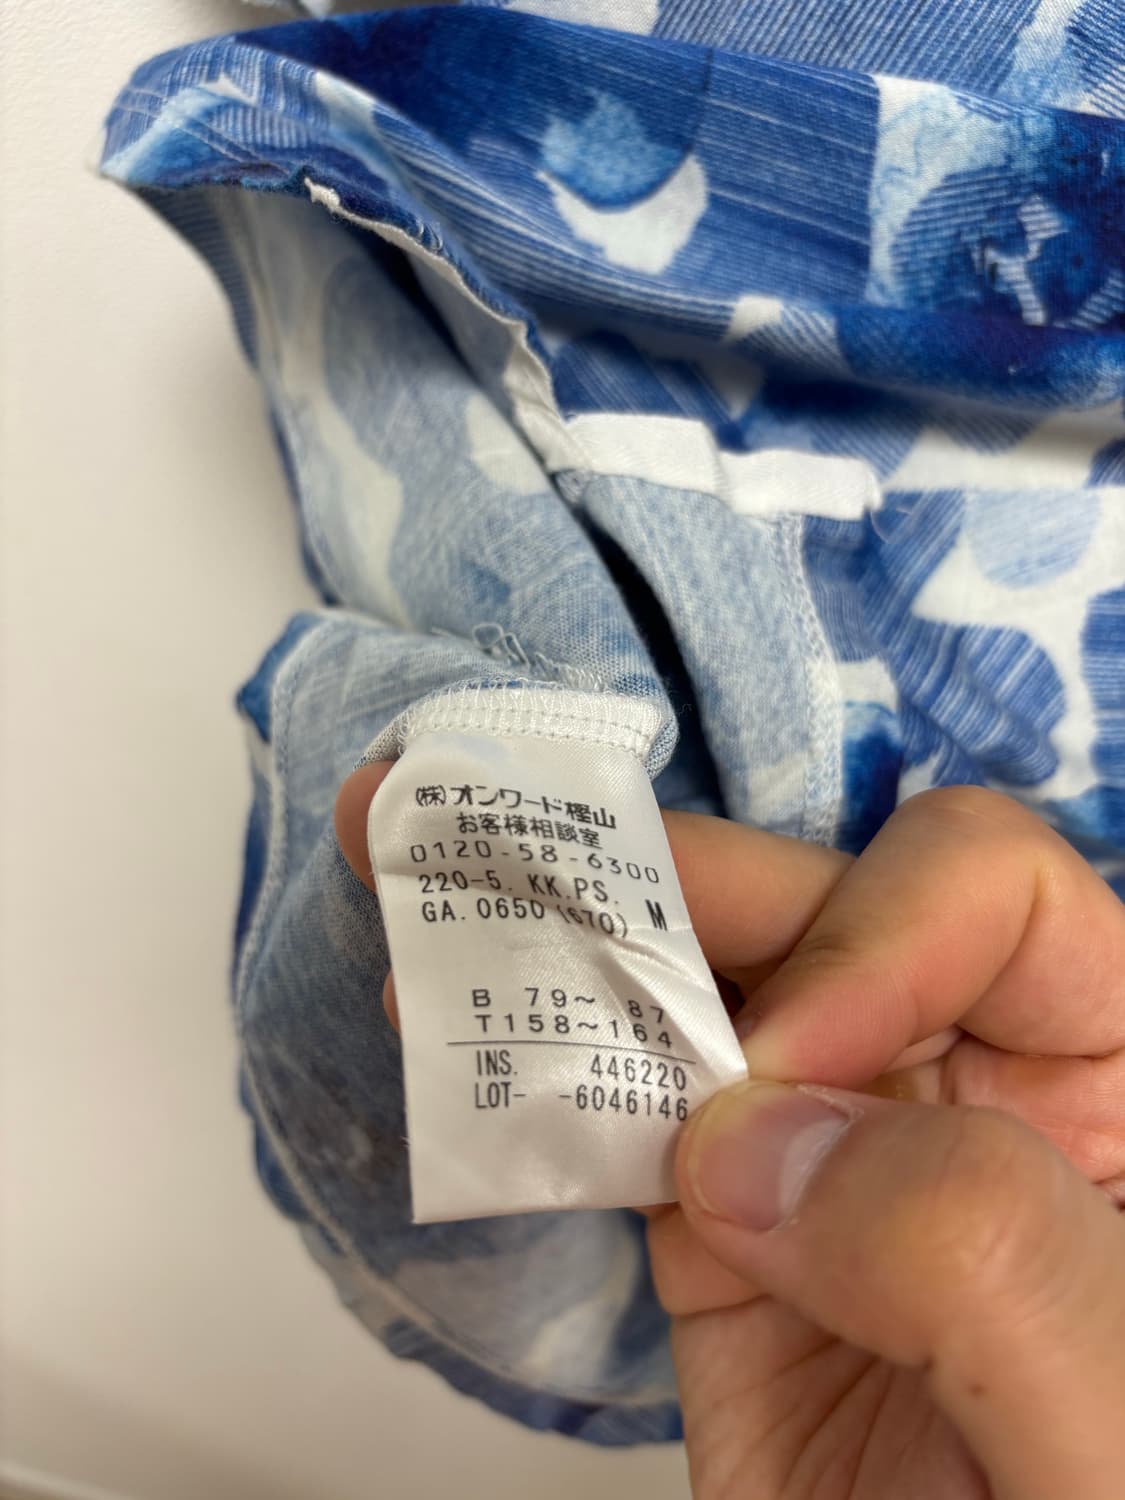 (株)オンワード樫山
お客様相談室
0120-58-6300
220-5. KK.PS. M
GA. 0650 (670)
B 79~ 87
T158~164
INS. 446220
LOT- -6046146